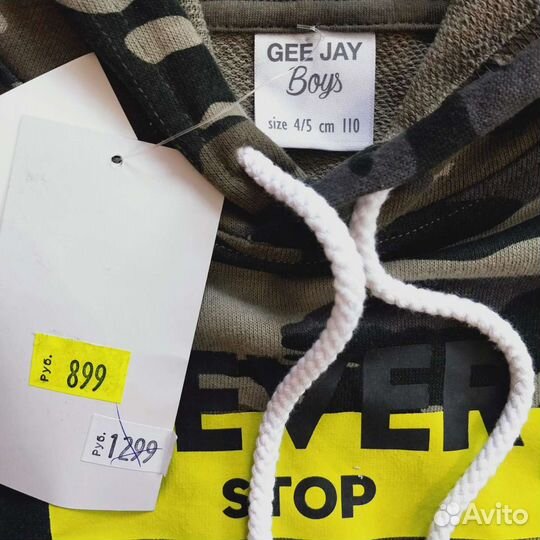 GEE JAY
Boys
size 4/5 cm 110
Руб. 899
Руб. 1299
EVER
STOP
Avito